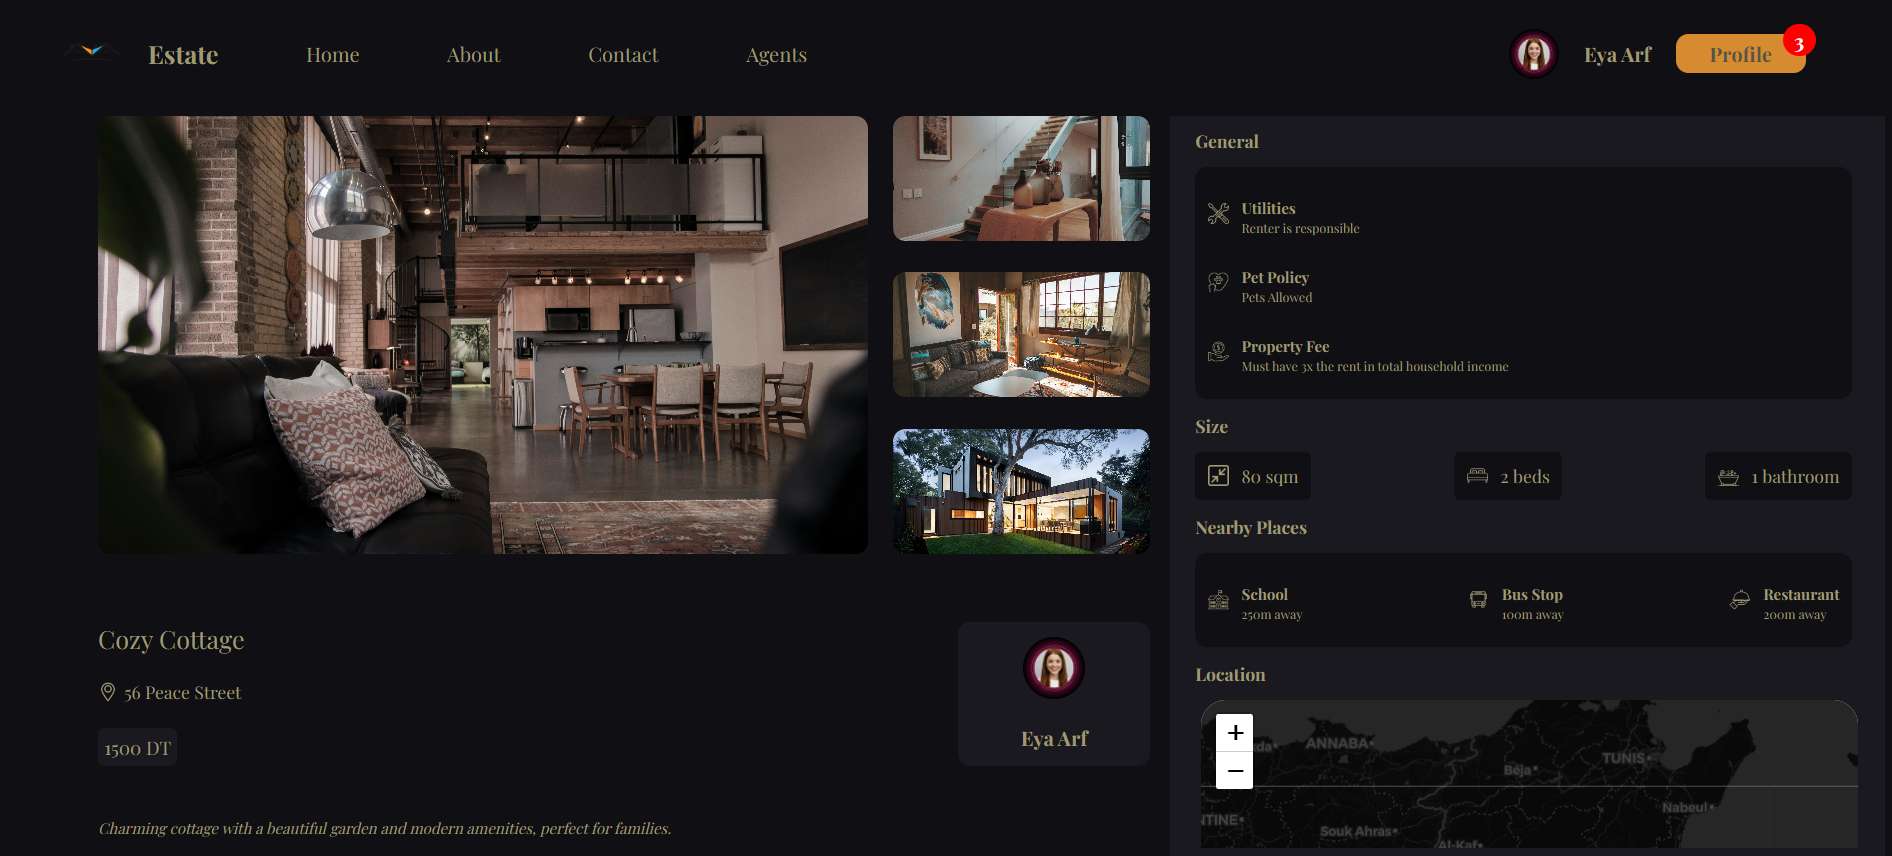 Estate
Home
About
Contact
Agents
Eya Arf
Profile
3
General
Utilities
Renter is responsible
Pet Policy
Pets Allowed
Property Fee
Must have 3x the rent in total household income
Size
80 sqm
2 beds
1 bathroom
Nearby Places
School
250m away
Bus Stop
100m away
Restaurant
200m away
Location
+
−
kda
ANNABA
TUNIS
Béja
Nabeul
NTINE
Souk Ahras
Al-Kaf
Cozy Cottage
56 Peace Street
1500 DT
Eya Arf
Charming cottage with a beautiful garden and modern amenities, perfect for families.